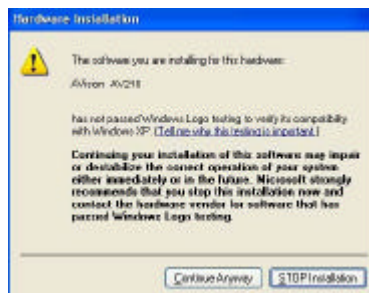 Hardware Installation
The software you are installing for this hardware:
AVision AV210
has not passed Windows Logo testing to verify its compatibility
with Windows XP. (Tell me why this testing is important.)
Continuing your installation of this software may impair
or destabilize the correct operation of your system
either immediately or in the future. Microsoft strongly
recommends that you stop this installation now and
contact the hardware vendor for software that has
passed Windows Logo testing.
Continue Anyway
STOP Installation